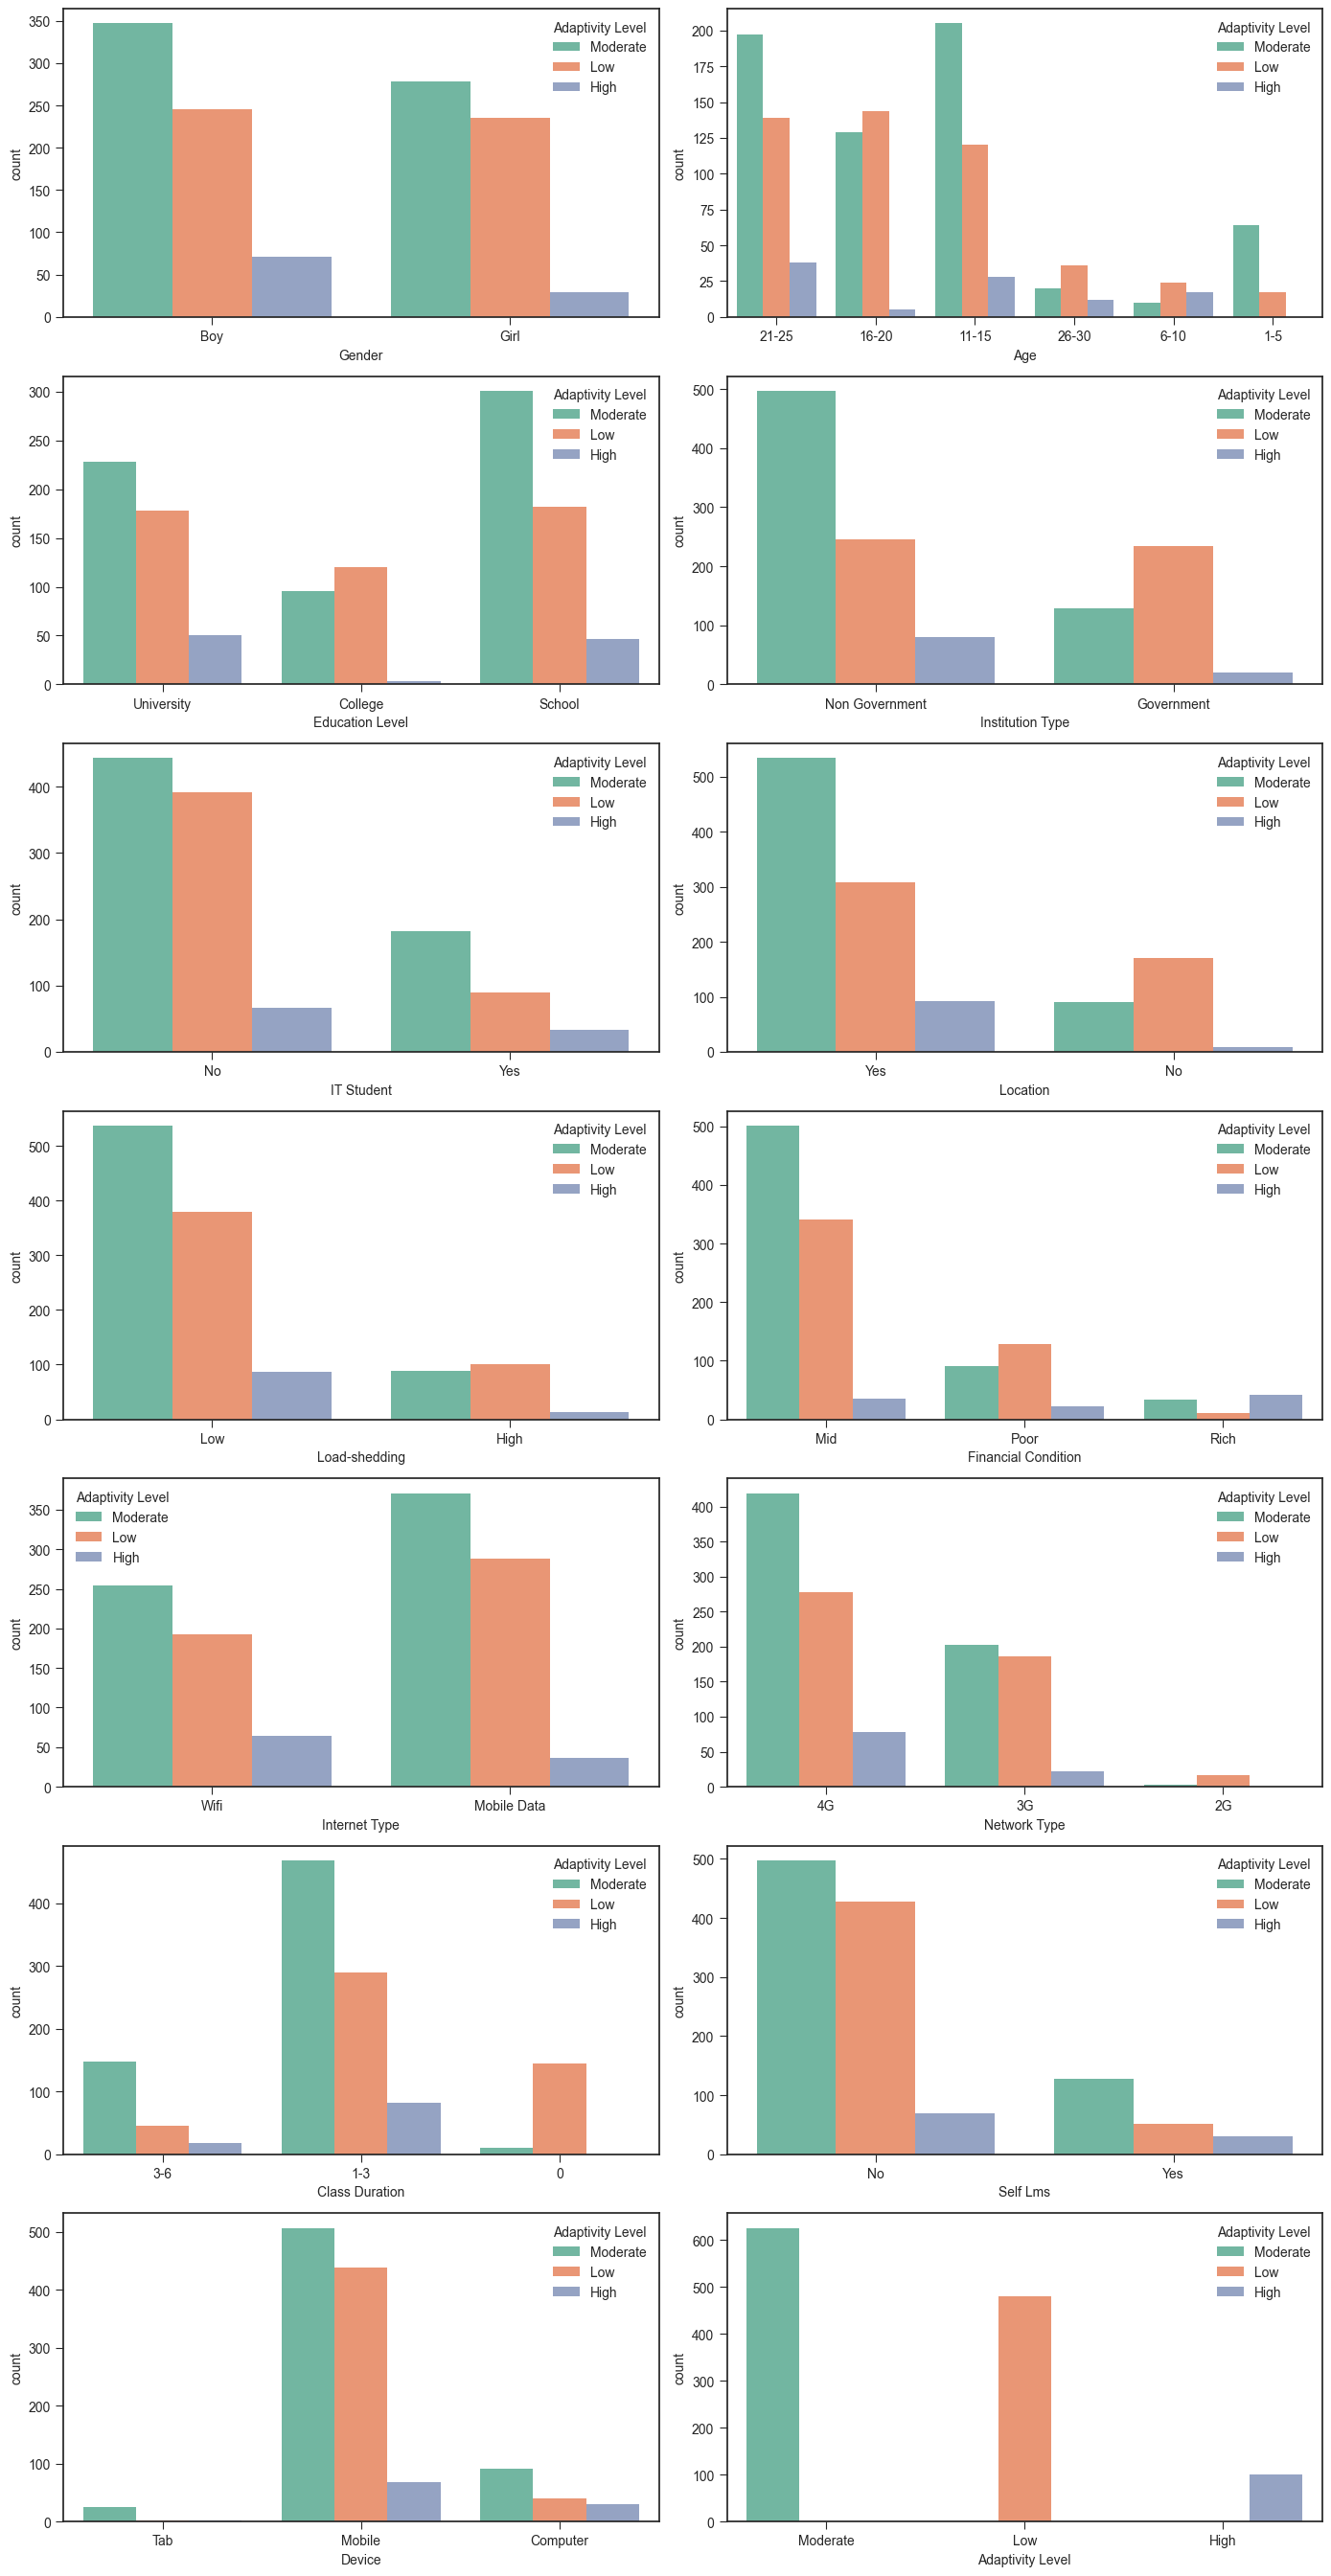 Adaptivity Level
Moderate
Low
High
350
300
250
200
150
100
50
0
count
Boy
Girl
Gender
Adaptivity Level
Moderate
Low
High
200
175
150
125
100
75
50
25
0
count
21-25
16-20
11-15
26-30
6-10
1-5
Age
Adaptivity Level
Moderate
Low
High
300
250
200
150
100
50
0
count
University
College
School
Education Level
Adaptivity Level
Moderate
Low
High
500
400
300
200
100
0
count
Non Government
Government
Institution Type
Adaptivity Level
Moderate
Low
High
400
300
200
100
0
count
No
Yes
IT Student
Adaptivity Level
Moderate
Low
High
500
400
300
200
100
0
count
Yes
No
Location
Adaptivity Level
Moderate
Low
High
500
400
300
200
100
0
count
Low
High
Load-shedding
Adaptivity Level
Moderate
Low
High
500
400
300
200
100
0
count
Mid
Poor
Rich
Financial Condition
Adaptivity Level
Moderate
Low
High
350
300
250
200
150
100
50
0
count
Wifi
Mobile Data
Internet Type
Adaptivity Level
Moderate
Low
High
400
350
300
250
200
150
100
50
0
count
4G
3G
2G
Network Type
Adaptivity Level
Moderate
Low
High
400
300
200
100
0
count
3-6
1-3
0
Class Duration
Adaptivity Level
Moderate
Low
High
500
400
300
200
100
0
count
No
Yes
Self Lms
Adaptivity Level
Moderate
Low
High
500
400
300
200
100
0
count
Tab
Mobile
Computer
Device
Adaptivity Level
Moderate
Low
High
600
500
400
300
200
100
0
count
Moderate
Low
High
Adaptivity Level